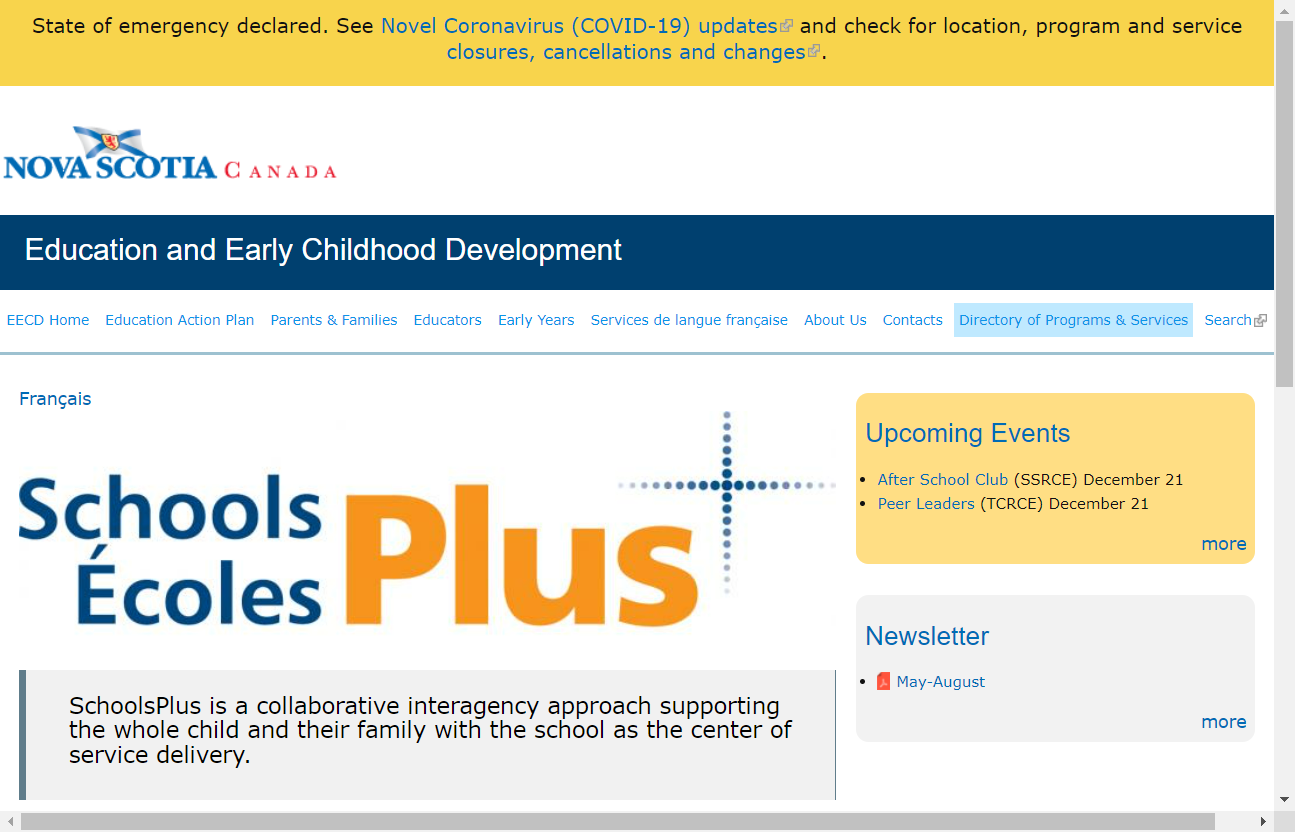 State of emergency declared. See Novel Coronavirus (COVID-19) updates and check for location, program and service
closures, cancellations and changes.
NOVA SCOTIA CANADA
Education and Early Childhood Development
EECD Home Education Action Plan Parents & Families Educators Early Years Services de langue française About Us Contacts Directory of Programs & Services Search
Français
Schools
Écoles
Plus
SchoolsPlus is a collaborative interagency approach supporting
the whole child and their family with the school as the center of
service delivery.
Upcoming Events
• After School Club (SSRCE) December 21
• Peer Leaders (TCRCE) December 21
more
Newsletter
• May-August
more